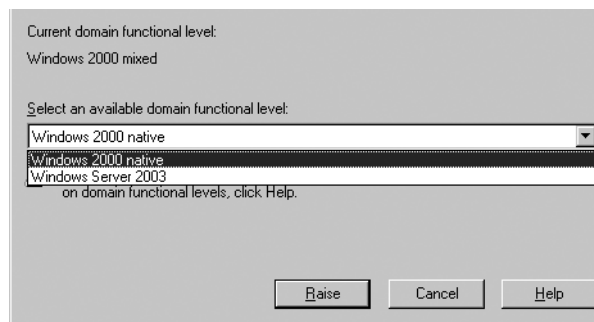 Current domain functional level:
Windows 2000 mixed
Select an available domain functional level:
Windows 2000 native
Windows 2000 native
Windows Server 2003
on domain functional levels, click Help.
Raise Cancel Help